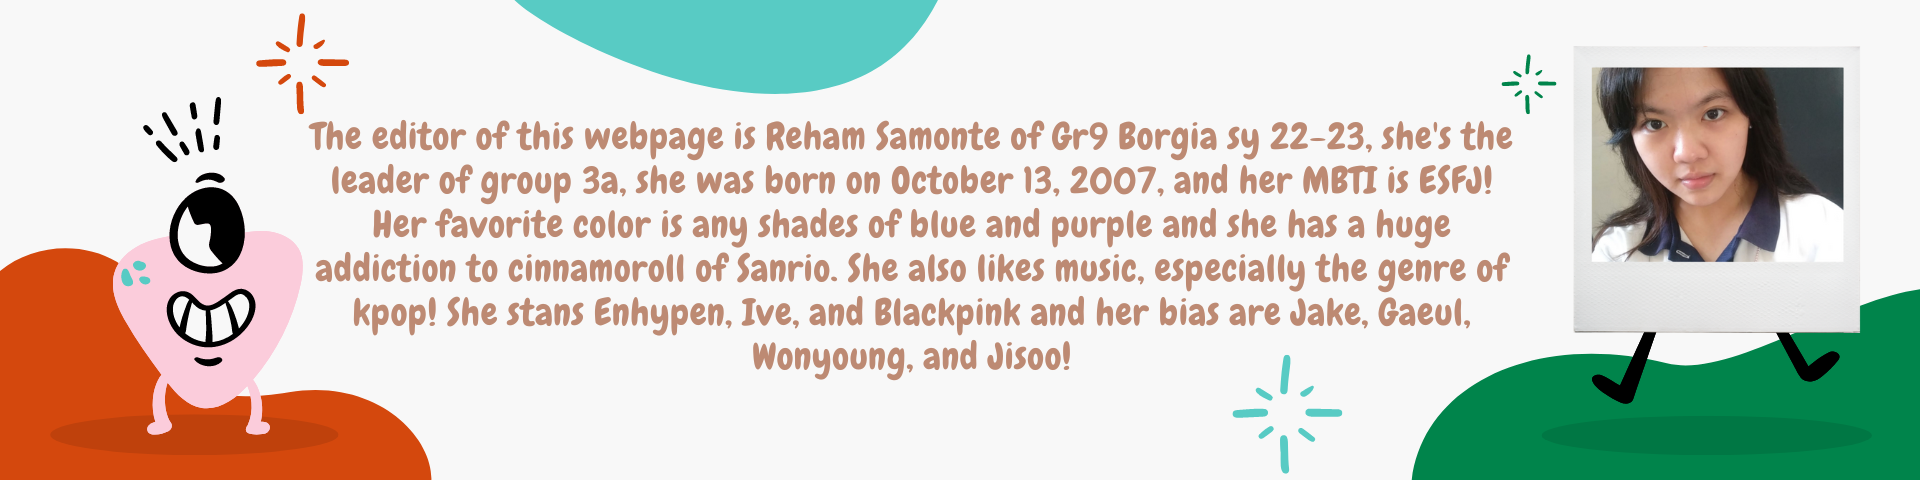 The editor of this webpage is Reham Samonte of Gr9 Borgia sy 22-23, she's the
leader of group 3a, she was born on October 13, 2007, and her MBTI is ESFJ!
Her favorite color is any shades of blue and purple and she has a huge
addiction to cinnamoroll of Sanrio. She also likes music, especially the genre of
kpop! She stans Enhypen, Ive, and Blackpink and her bias are Jake, Gaeul,
Wonyoung, and Jisoo!